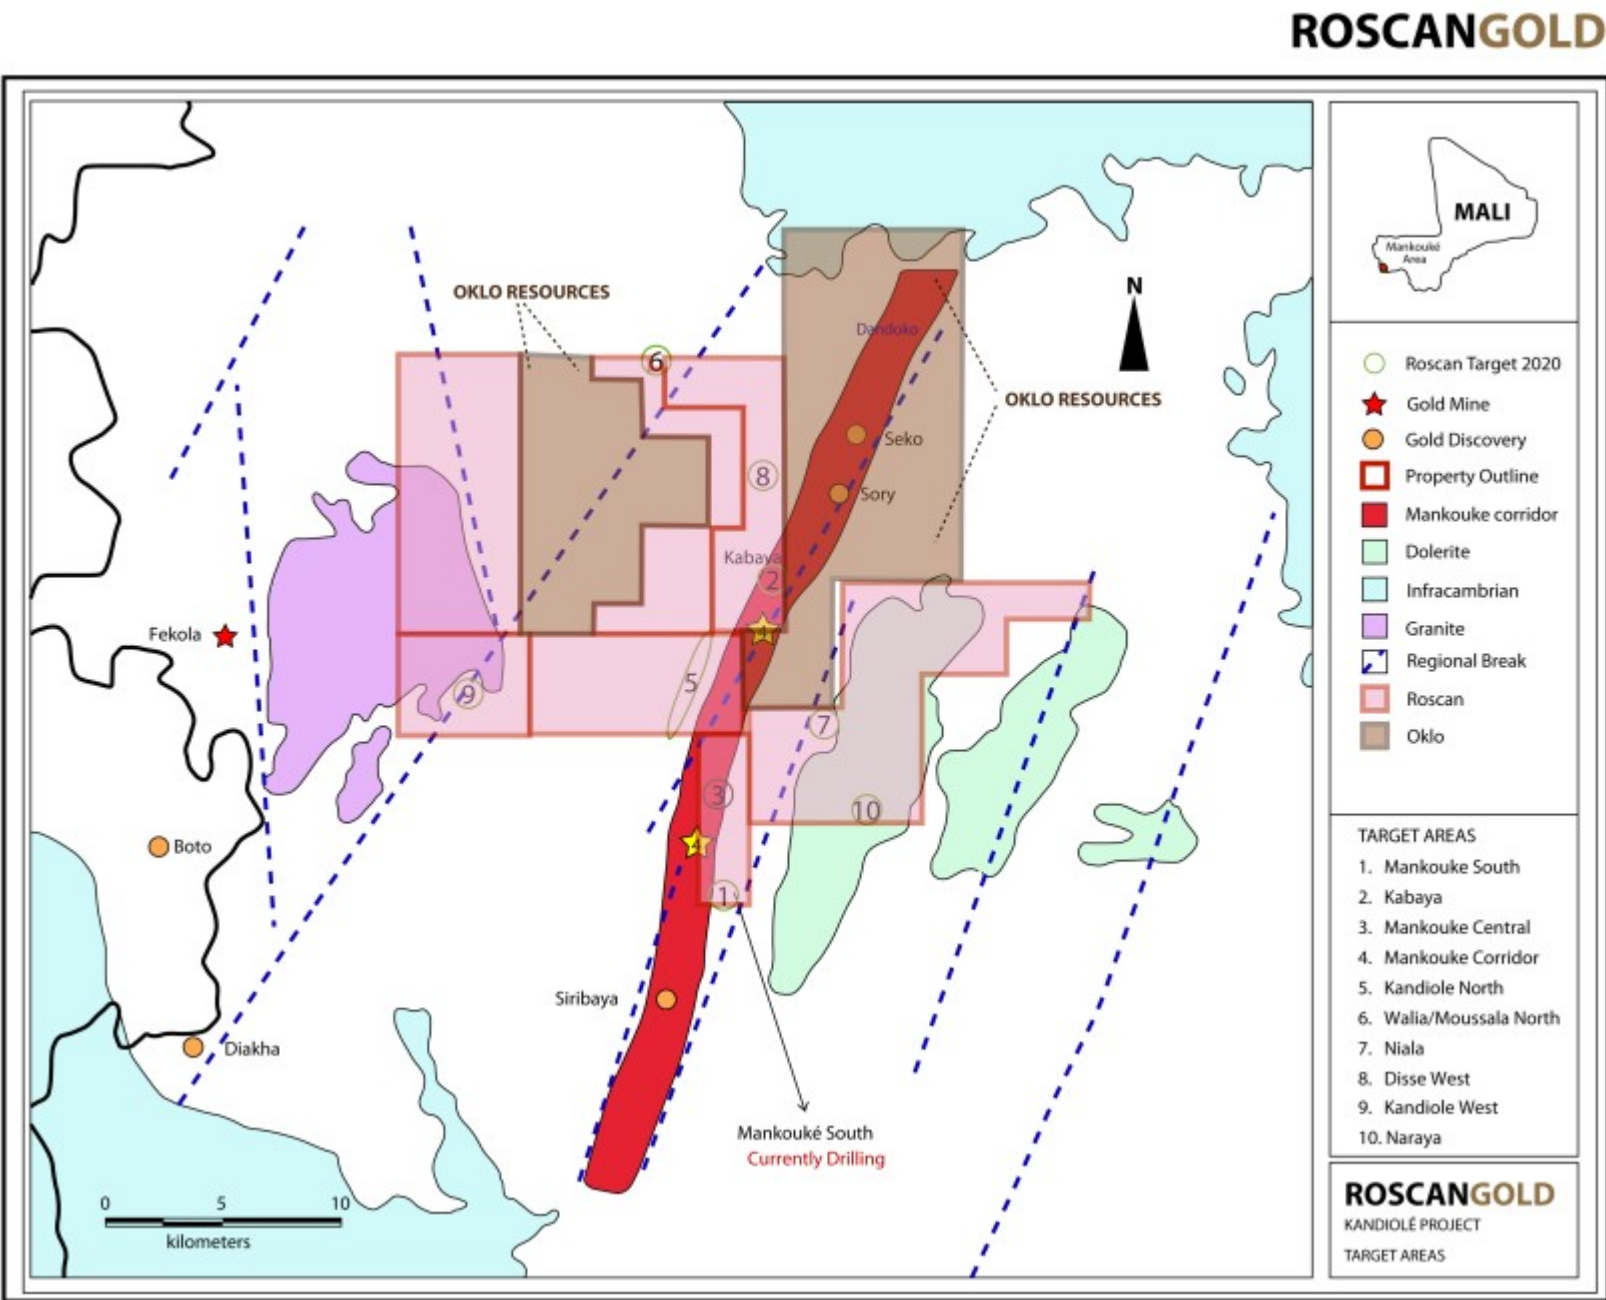 ROSCANGOLD
OKLO RESOURCES
Dandoko
OKLO RESOURCES
6
Seko
8
Sory
Kabaya
2
Fekola
4
5
9
7
3
10
Boto
4
1
Siribaya
Diakha
Mankouké South
Currently Drilling
0 5 10
kilometers
N
MALI
Mankouké
Area
Roscan Target 2020
Gold Mine
Gold Discovery
Property Outline
Mankouke corridor
Dolerite
Infracambrian
Granite
Regional Break
Roscan
Oklo
TARGET AREAS
1. Mankouke South
2. Kabaya
3. Mankouke Central
4. Mankouke Corridor
5. Kandiole North
6. Walia/Moussala North
7. Niala
8. Disse West
9. Kandiole West
10. Naraya
ROSCANGOLD
KANDIOLÉ PROJECT
TARGET AREAS